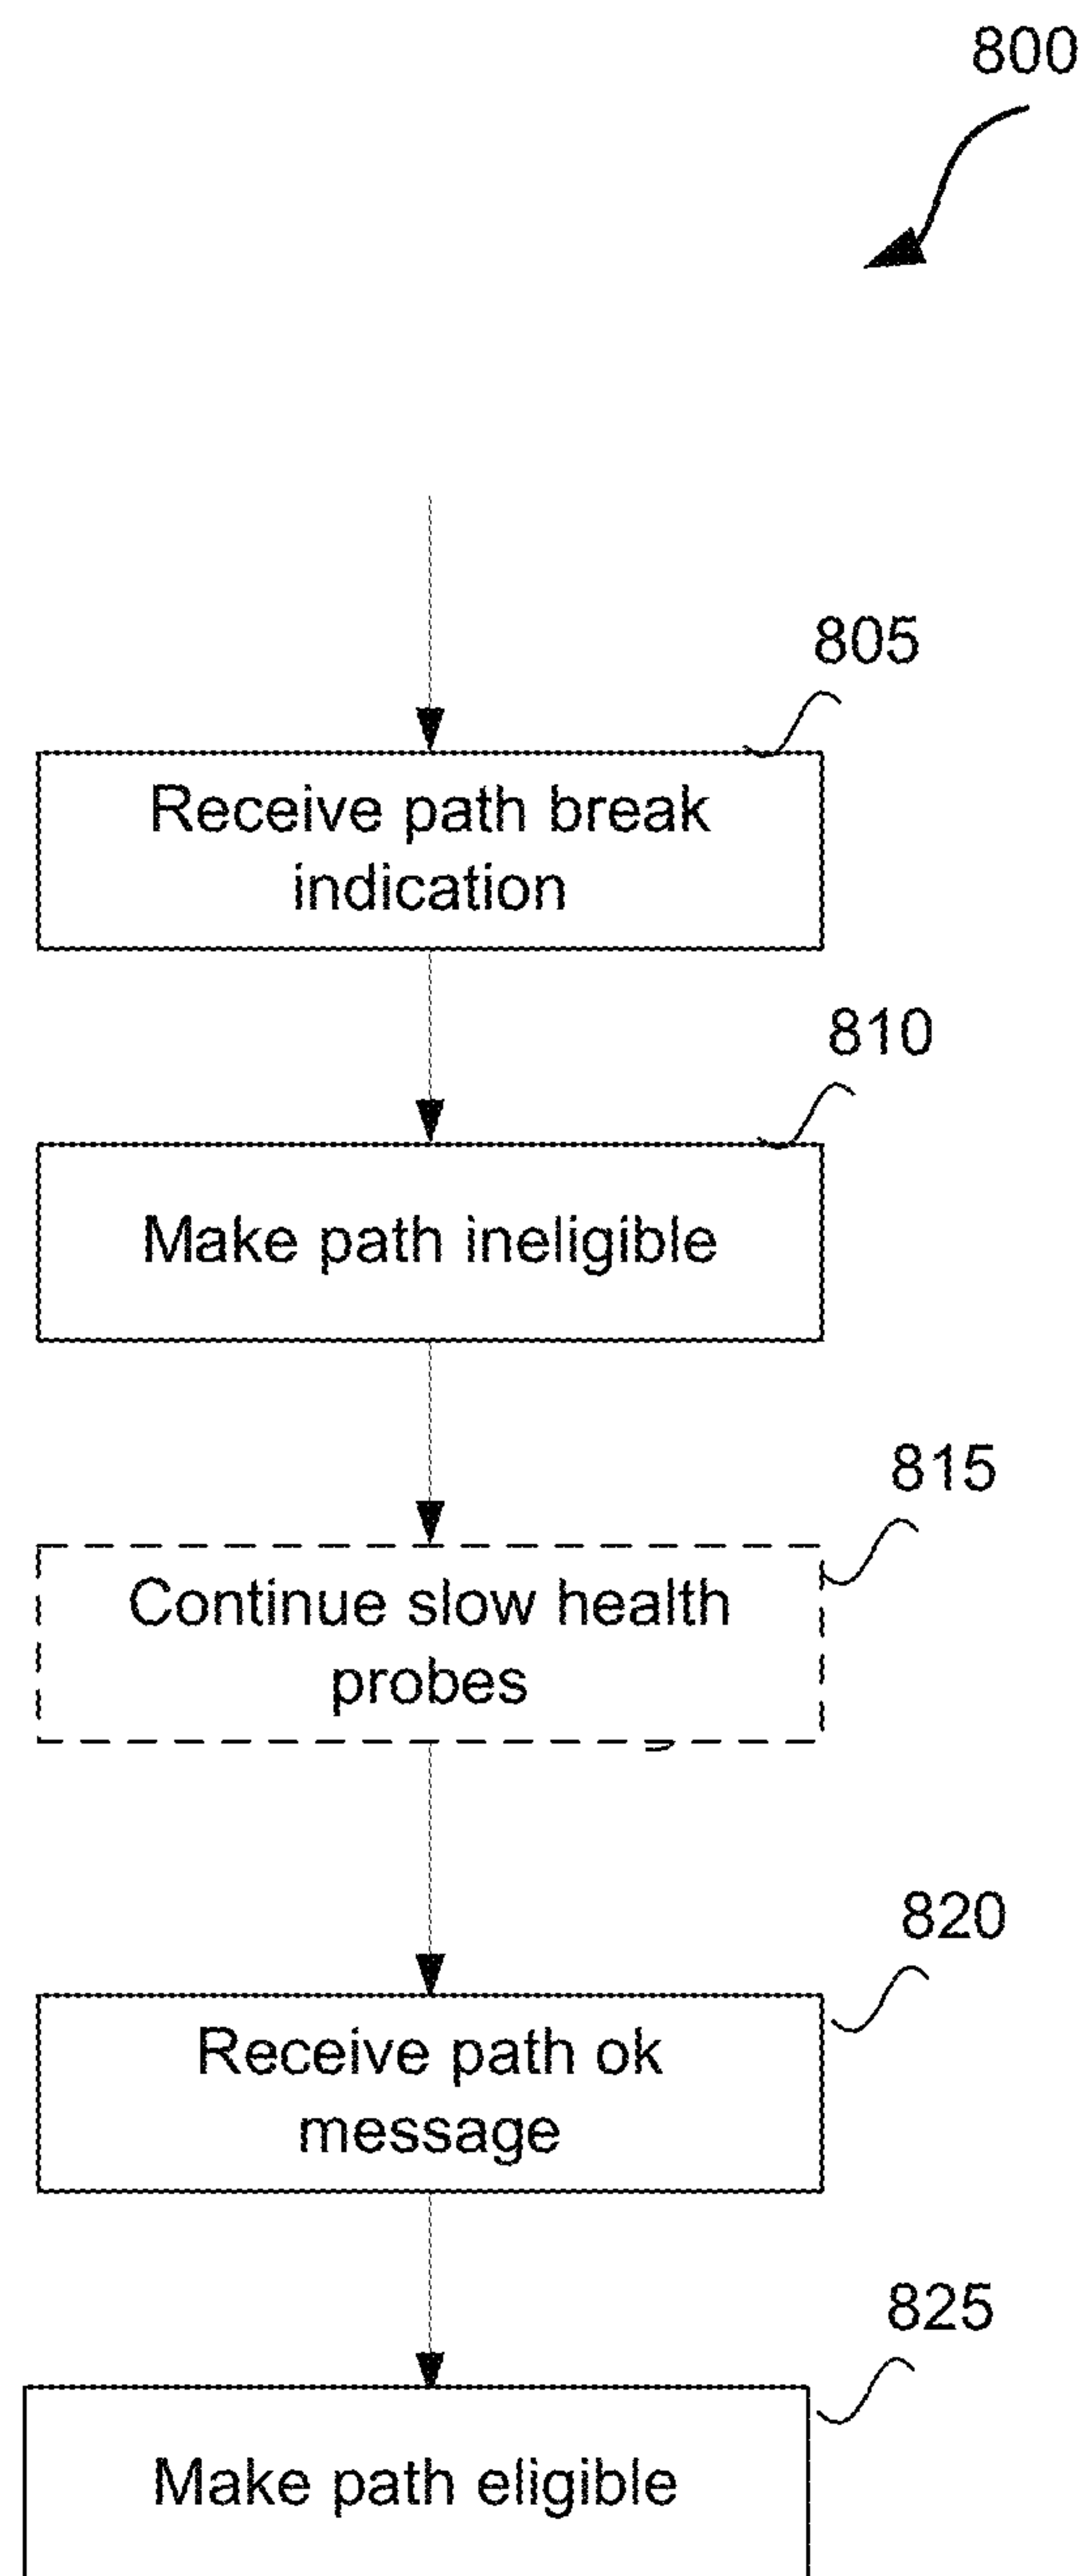 800
805
Receive path break
indication
810
Make path ineligible
815
Continue slow health
probes
820
Receive path ok
message
825
Make path eligible